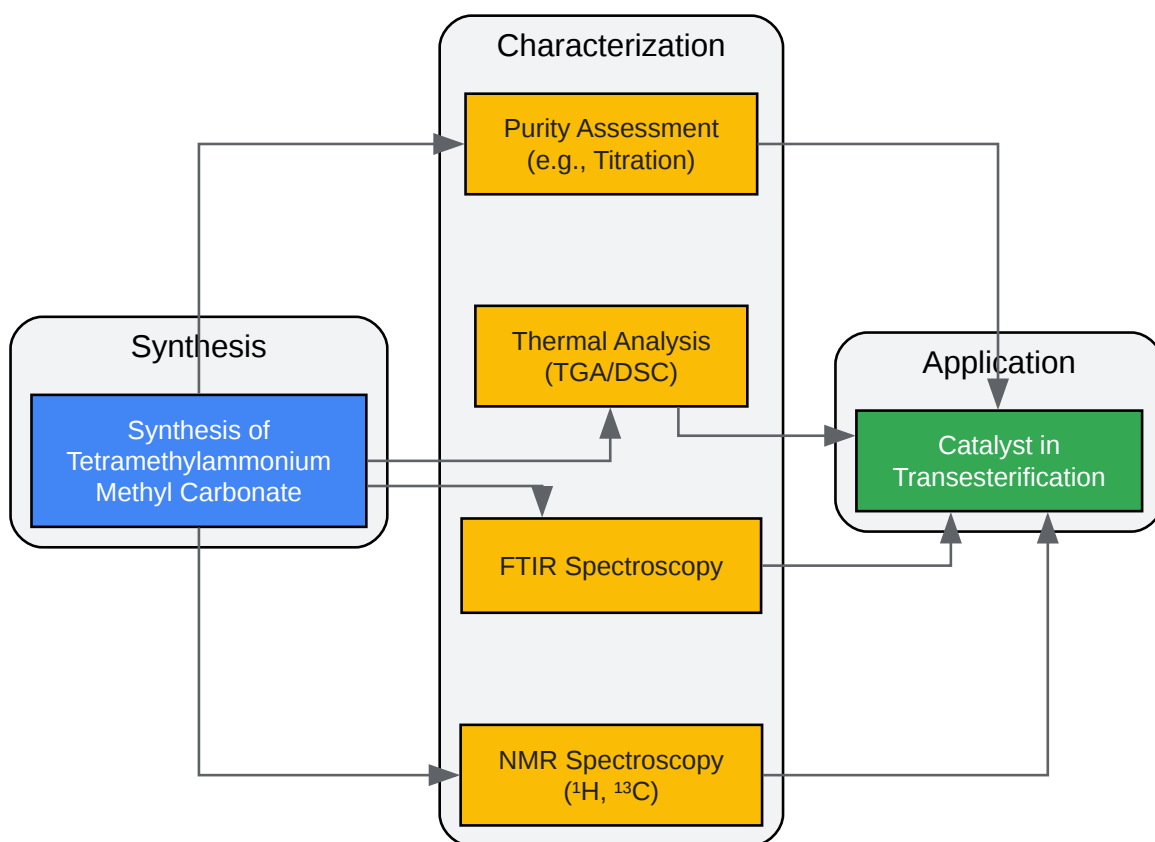 Characterization
Purity Assessment
(e.g., Titration)
Synthesis
Thermal Analysis
(TGA/DSC)
Application
Synthesis of
Tetramethylammonium
Methyl Carbonate
Catalyst in
Transesterification
FTIR Spectroscopy
NMR Spectroscopy
(¹H, ¹³C)